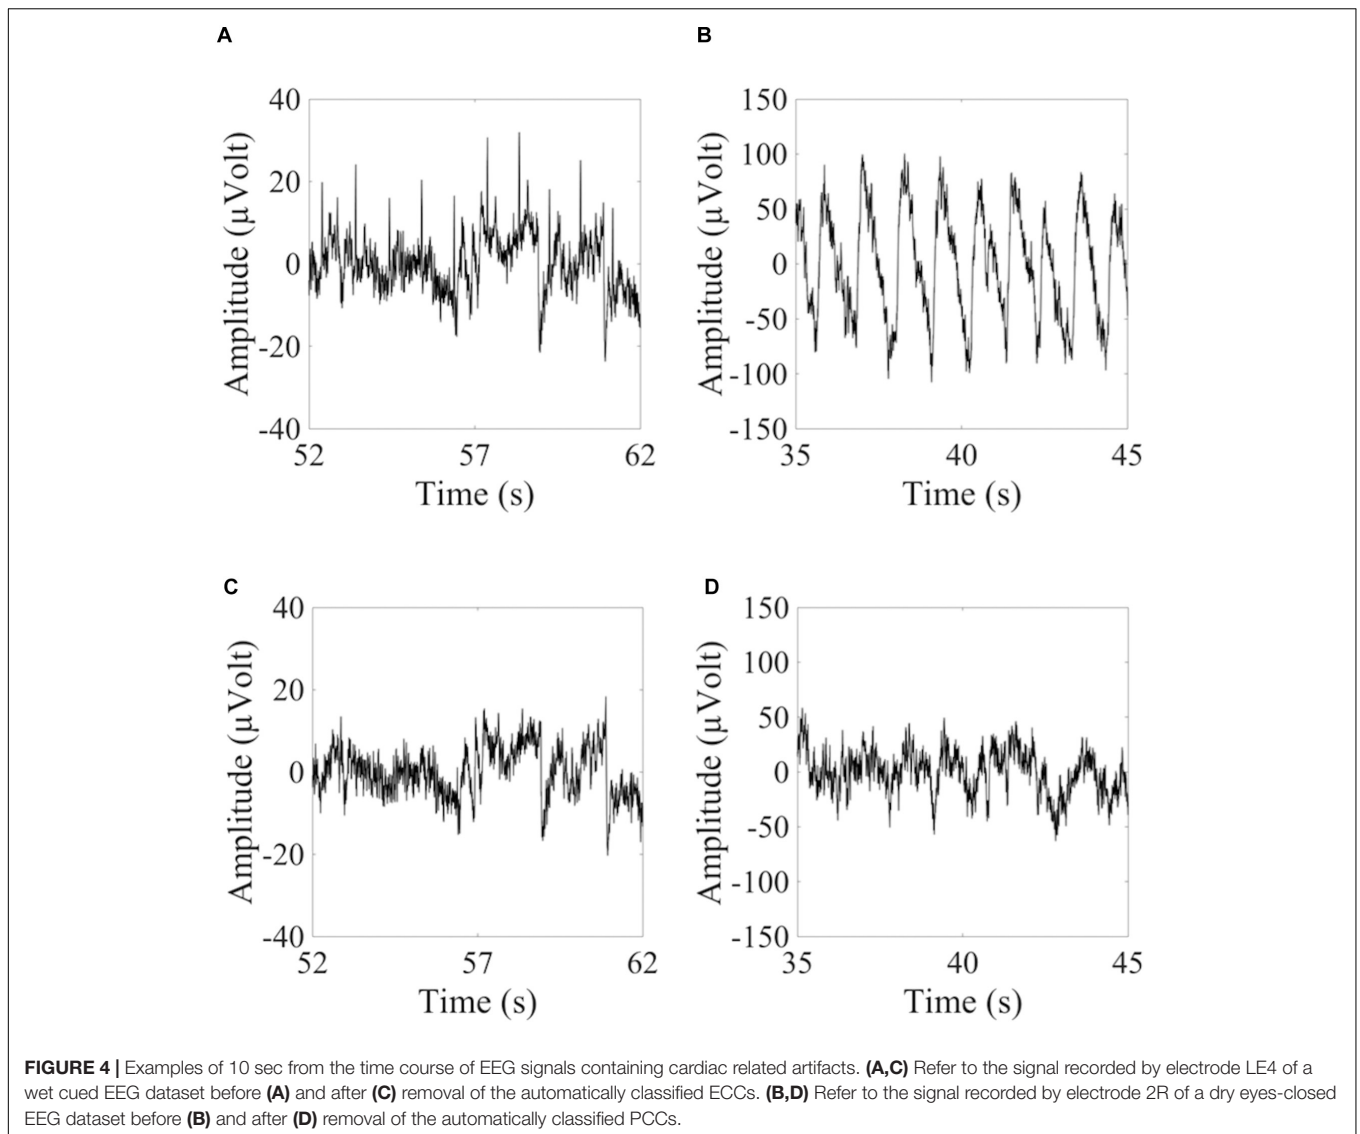 A
B
40
20
0
-20
-40
52
57
62
Time (s)
Amplitude (µVolt)
150
100
50
0
-50
-100
-150
35
40
45
Time (s)
Amplitude (µVolt)
C
D
40
20
0
-20
-40
52
57
62
Time (s)
Amplitude (µVolt)
150
100
50
0
-50
-100
-150
35
40
45
Time (s)
Amplitude (µVolt)
FIGURE 4 | Examples of 10 sec from the time course of EEG signals containing cardiac related artifacts. (A,C) Refer to the signal recorded by electrode LE4 of a
wet cued EEG dataset before (A) and after (C) removal of the automatically classified ECCs. (B,D) Refer to the signal recorded by electrode 2R of a dry eyes-closed
EEG dataset before (B) and after (D) removal of the automatically classified PCCs.